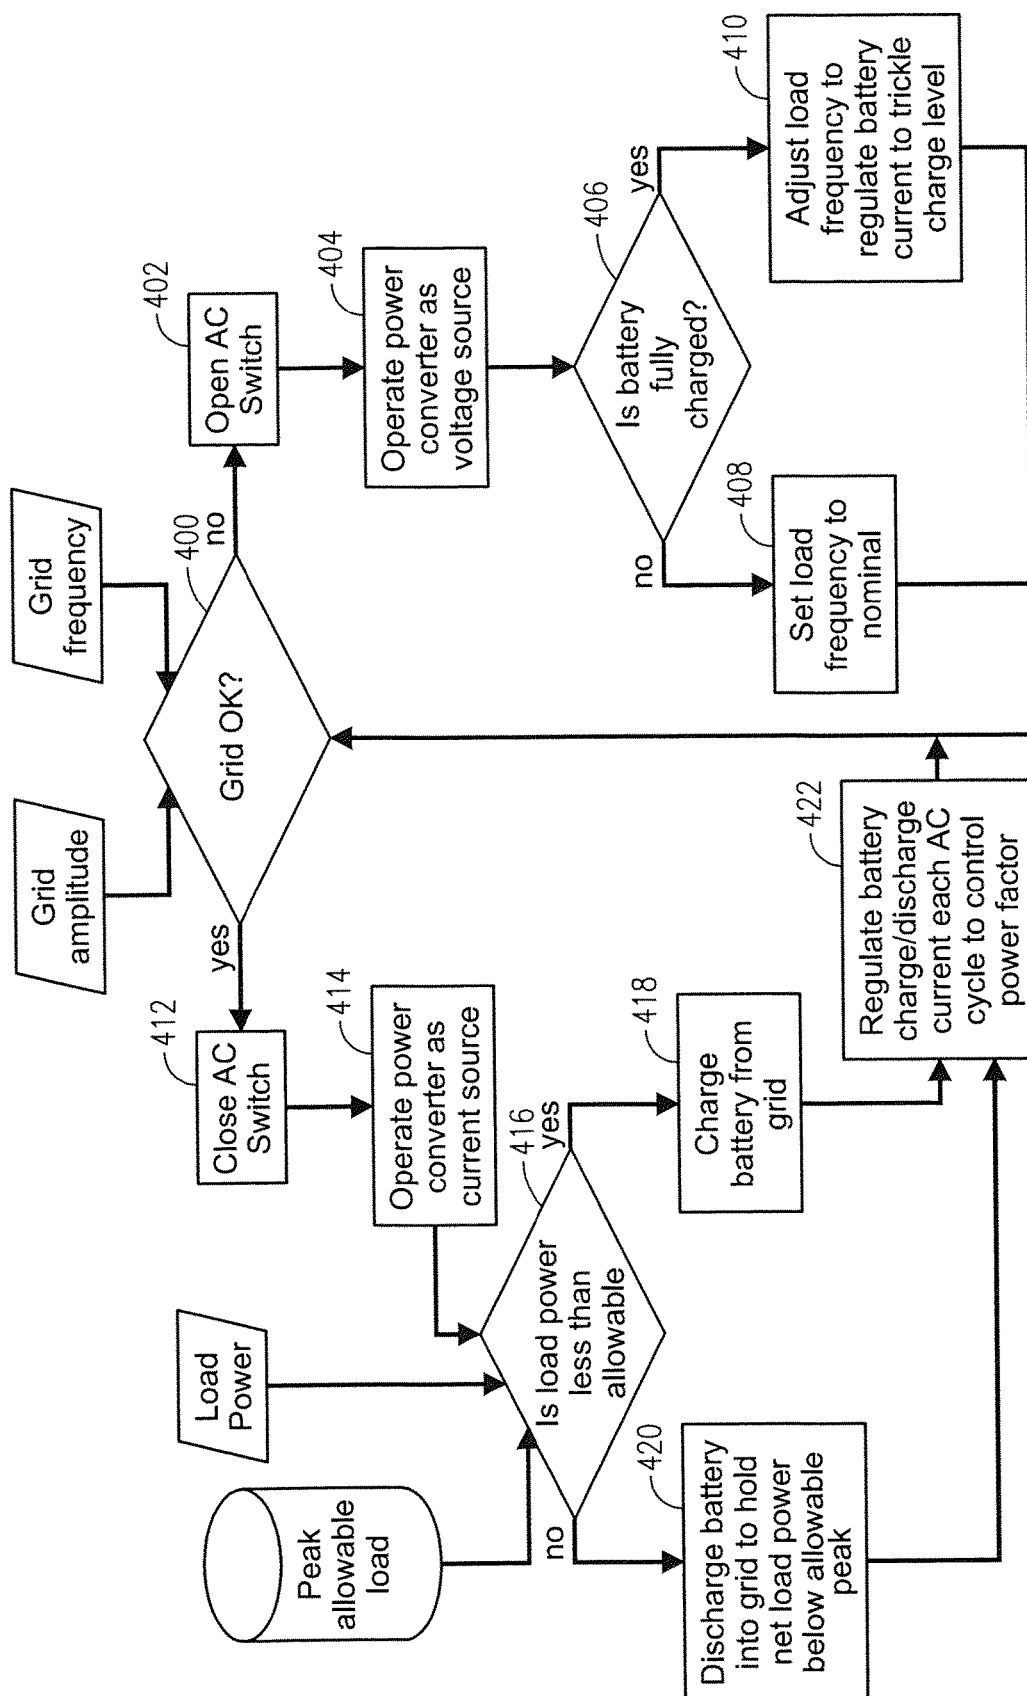 Grid
amplitude
Grid
frequency
400
Grid OK?
yes
no
412
Close AC
Switch
402
Open AC
Switch
414
Operate power
converter as
current source
404
Operate power
converter as
voltage source
Peak
allowable
load
Load
Power
416
Is load power
less than
allowable
no
yes
406
Is battery
fully
charged?
no
yes
420
Discharge battery
into grid to hold
net load power
below allowable
peak
418
Charge
battery from
grid
408
Set load
frequency to
nominal
410
Adjust load
frequency to
regulate battery
current to trickle
charge level
422
Regulate battery
charge/discharge
current each AC
cycle to control
power factor